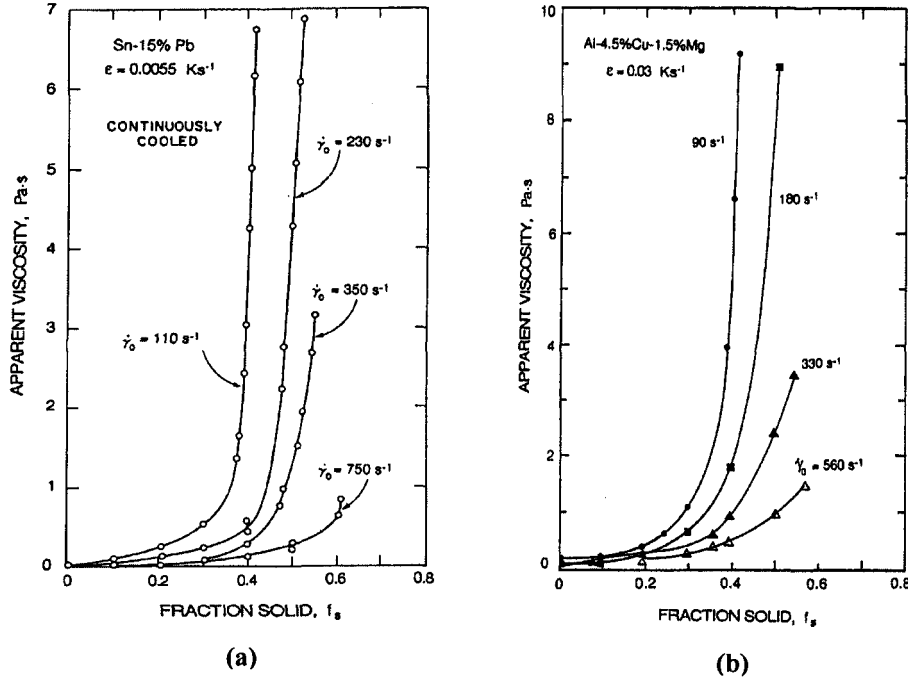 Sn-15% Pb
ε = 0.0055 Ks⁻¹
CONTINUOUSLY
COOLED
γ̇₀ = 230 s⁻¹
γ̇₀ = 350 s⁻¹
γ̇₀ = 110 s⁻¹
γ̇₀ = 750 s⁻¹
APPARENT VISCOSITY, Pa·s
7
6
5
4
3
2
1
0
0 0.2 0.4 0.6 0.8
FRACTION SOLID, fₛ
(a)
Al-4.5%Cu-1.5%Mg
ε = 0.03 Ks⁻¹
90 s⁻¹
180 s⁻¹
330 s⁻¹
γ̇₀ = 560 s⁻¹
APPARENT VISCOSITY, Pa·s
10
8
6
4
2
0
0 0.2 0.4 0.6 0.8
FRACTION SOLID, fₛ
(b)